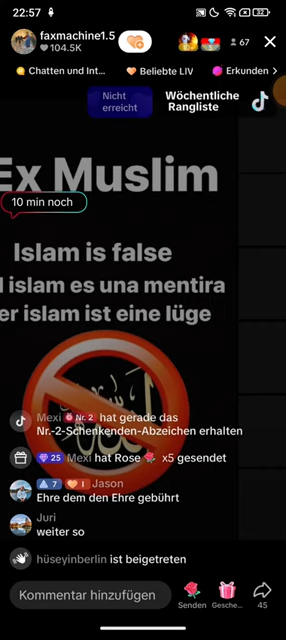 22:57
32
faxmachine1.5
104.5K
67
Chatten und Int...
Beliebte LIV
Erkunden
Nicht
erreicht
Wöchentliche
Rangliste
Ex Muslim
10 min noch
Islam is false
l islam es una mentira
er islam ist eine lüge
الله
Mexi Nr. 2 hat gerade das
Nr.-2-Schenkenden-Abzeichen erhalten
25 Mexi hat Rose 🌹 x5 gesendet
7 I Jason
Ehre dem den Ehre gebührt
Juri
weiter so
hüseyinberlin ist beigetreten
Kommentar hinzufügen
Senden
Gesche...
45